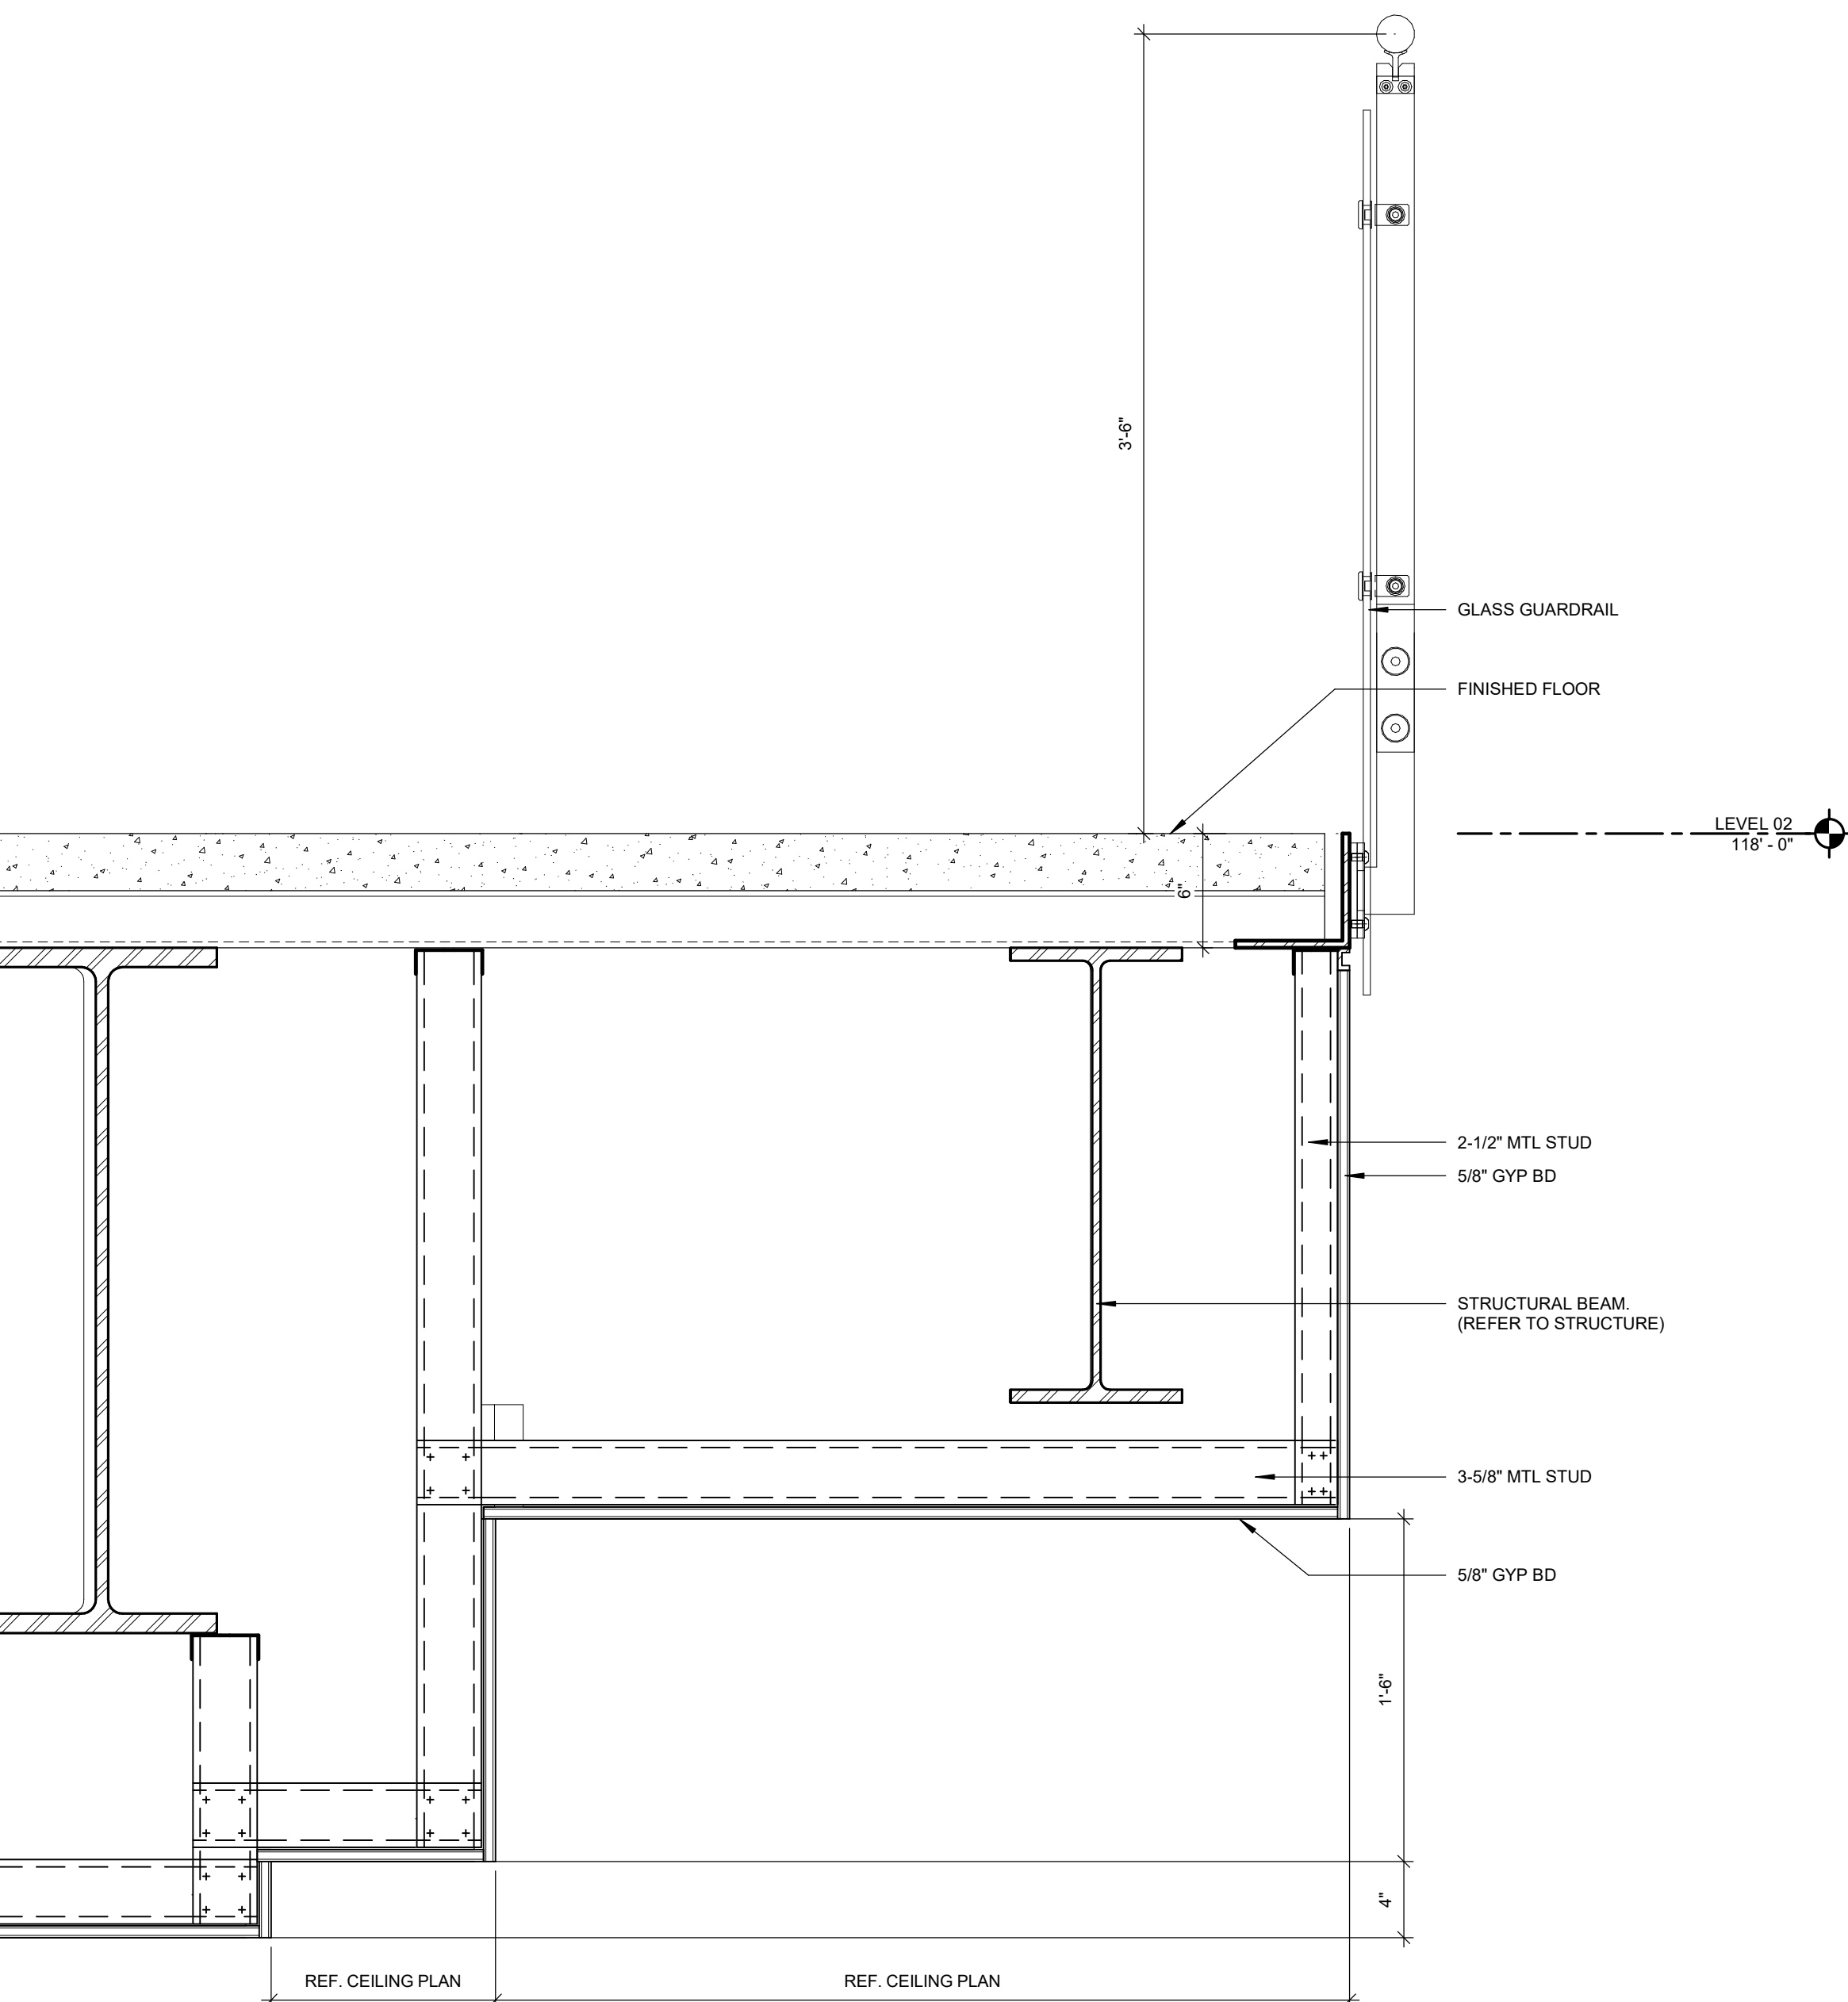 3'-6"
GLASS GUARDRAIL
FINISHED FLOOR
LEVEL 02
118' - 0"
6"
2-1/2" MTL STUD
5/8" GYP BD
STRUCTURAL BEAM.
(REFER TO STRUCTURE)
3-5/8" MTL STUD
5/8" GYP BD
1'-6"
4"
REF. CEILING PLAN
REF. CEILING PLAN